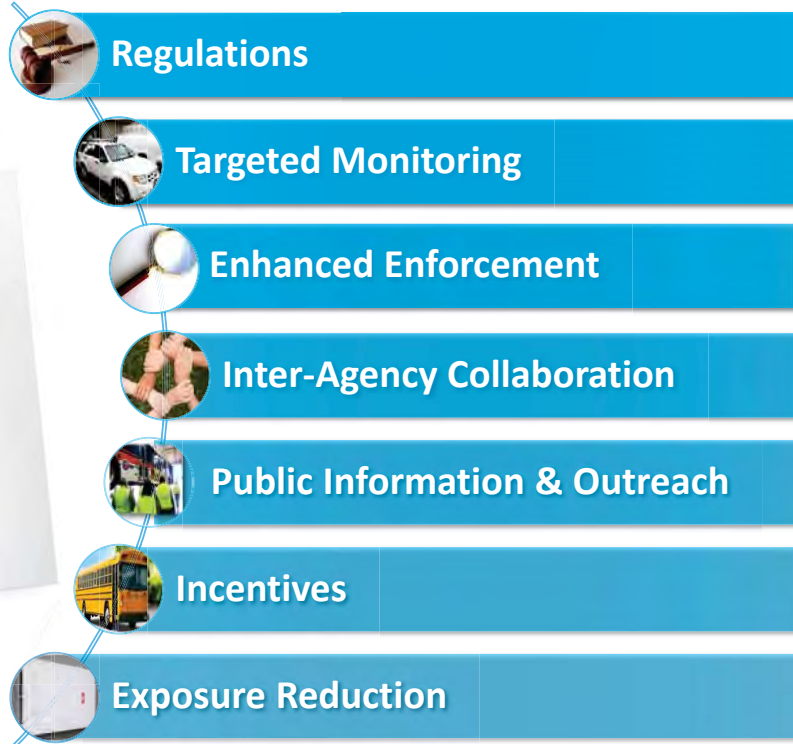 Regulations
Targeted Monitoring
Enhanced Enforcement
Inter-Agency Collaboration
Public Information & Outreach
Incentives
Exposure Reduction